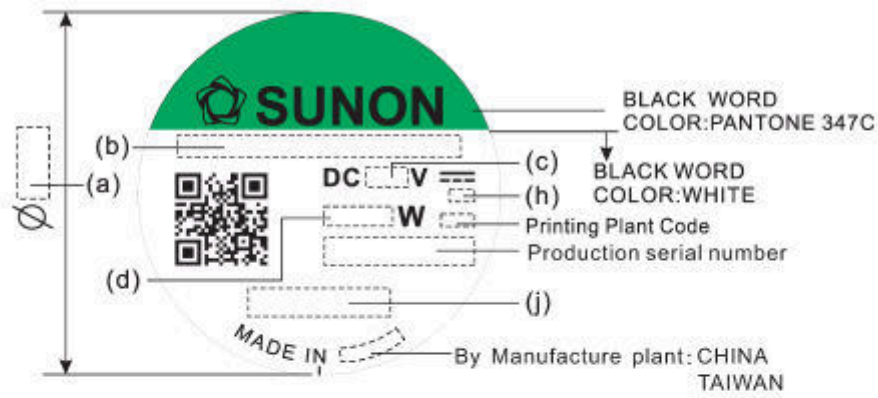 SUNON
BLACK WORD
COLOR:PANTONE 347C
(b)
(c)
DC V
BLACK WORD
COLOR:WHITE
(a)
(h)
Ø
W
Printing Plant Code
Production serial number
(d)
(j)
MADE IN
By Manufacture plant: CHINA
TAIWAN